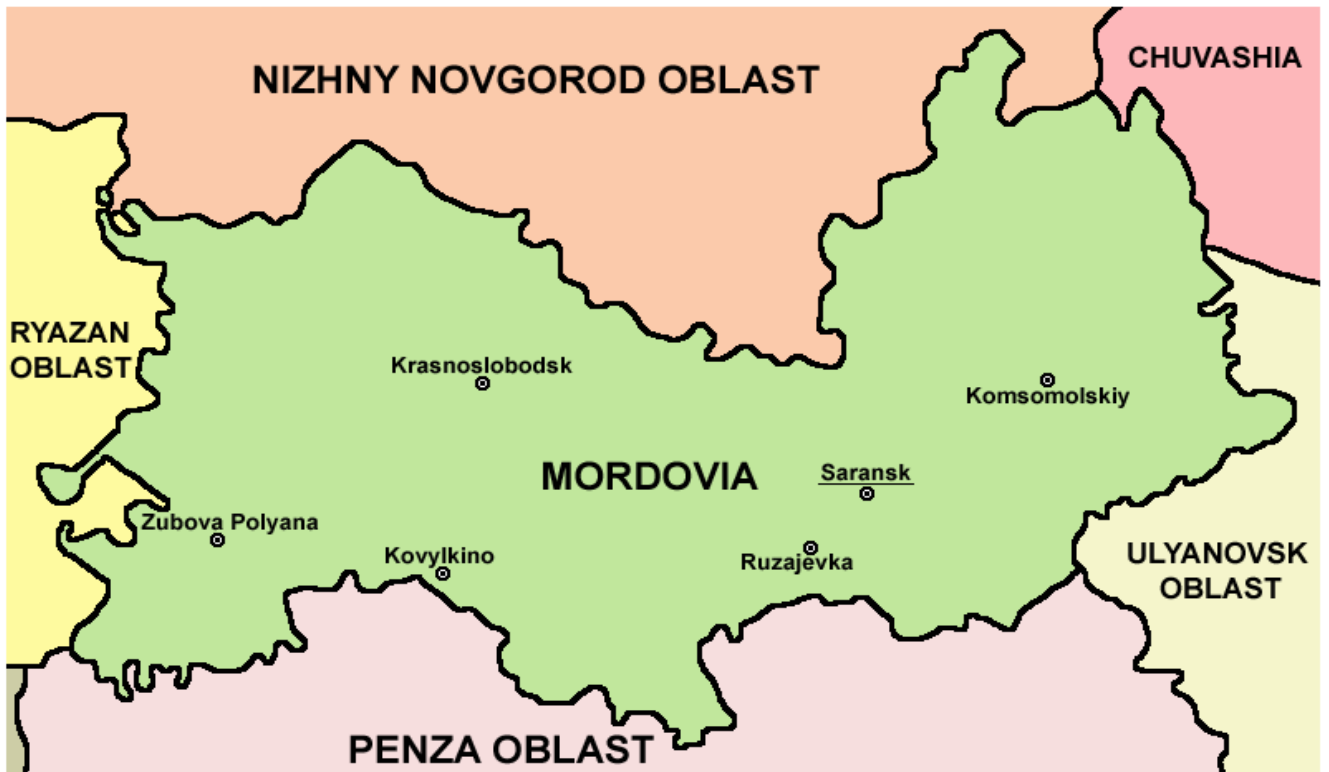 CHUVASHIA
NIZHNY NOVGOROD OBLAST
RYAZAN
OBLAST
Krasnoslobodsk
Komsomolskiy
MORDOVIA
Saransk
Zubova Polyana
Kovylkino
Ruzajevka
ULYANOVSK
OBLAST
PENZA OBLAST